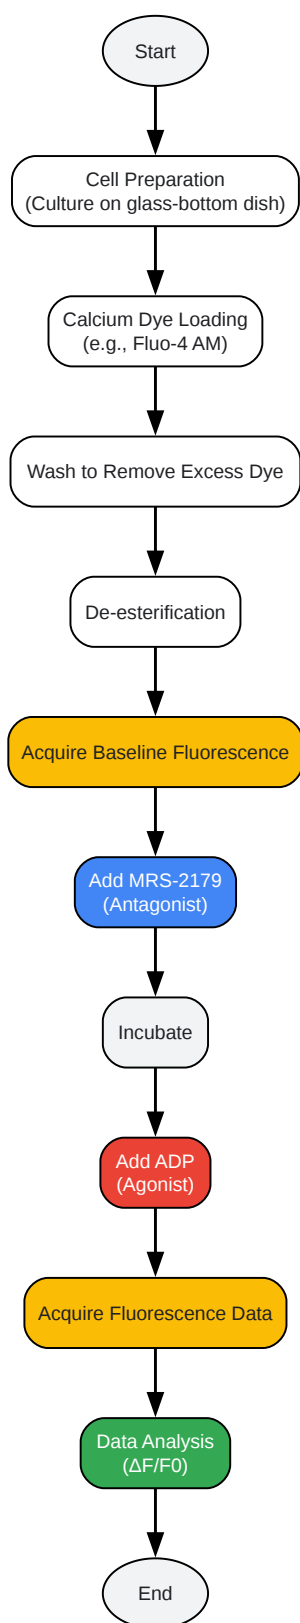 Start
Cell Preparation
(Culture on glass-bottom dish)
Calcium Dye Loading
(e.g., Fluo-4 AM)
Wash to Remove Excess Dye
De-esterification
Acquire Baseline Fluorescence
Add MRS-2179
(Antagonist)
Incubate
Add ADP
(Agonist)
Acquire Fluorescence Data
Data Analysis
(ΔF/F0)
End